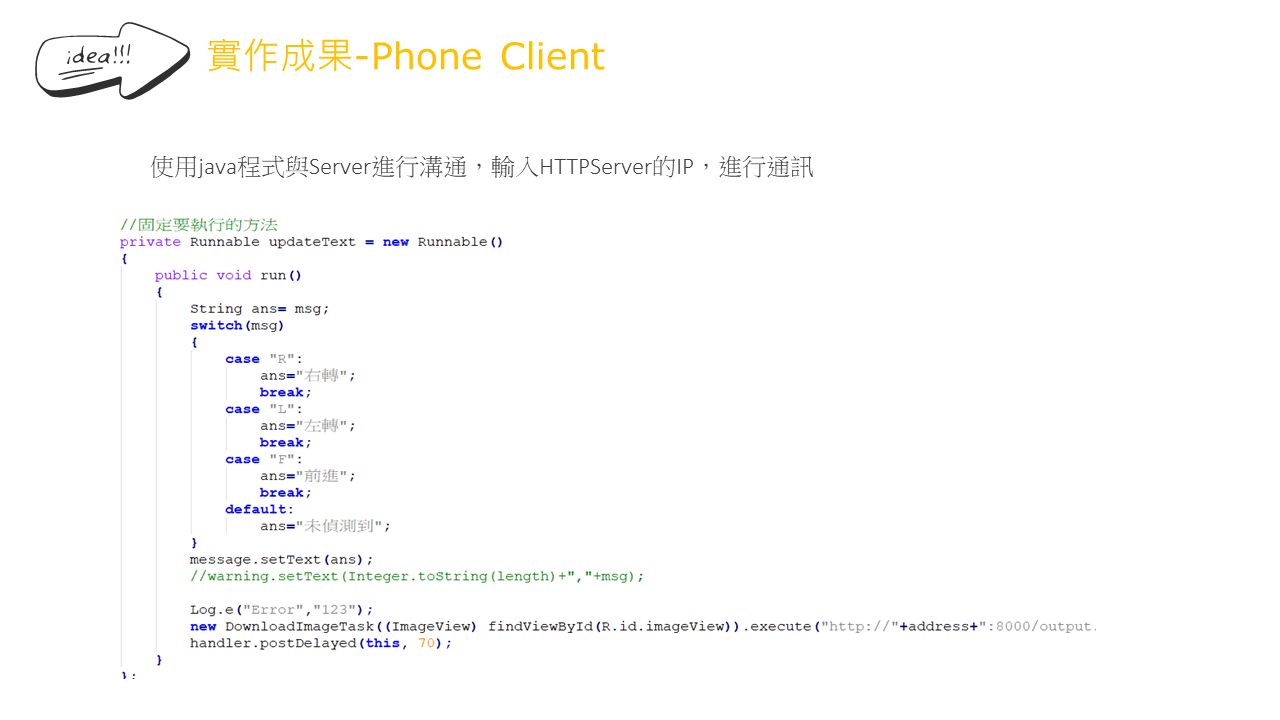 idea!!!
實作成果-Phone Client
使用java程式與Server進行溝通，輸入HTTPServer的IP，進行通訊
//固定要執行的方法
private Runnable updateText = new Runnable()
{
public void run()
{
String ans= msg;
switch(msg)
{
case "R":
ans="右轉";
break;
case "L":
ans="左轉";
break;
case "F":
ans="前進";
break;
default:
ans="未偵測到";
}
message.setText(ans);
//warning.setText(Integer.toString(length)+","+msg);
Log.e("Error","123");
new DownloadImageTask((ImageView) findViewById(R.id.imageView)).execute("http://"+address+":8000/output.
handler.postDelayed(this, 70);
}
};